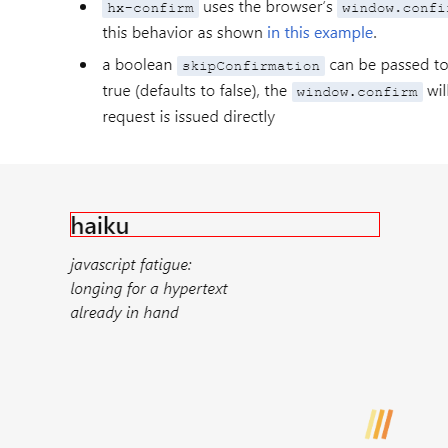 hx-confirm uses the browser's window.confi
this behavior as shown in this example.
a boolean skipConfirmation can be passed to
true (defaults to false), the window.confirm wil
request is issued directly
haiku
javascript fatigue:
longing for a hypertext
already in hand